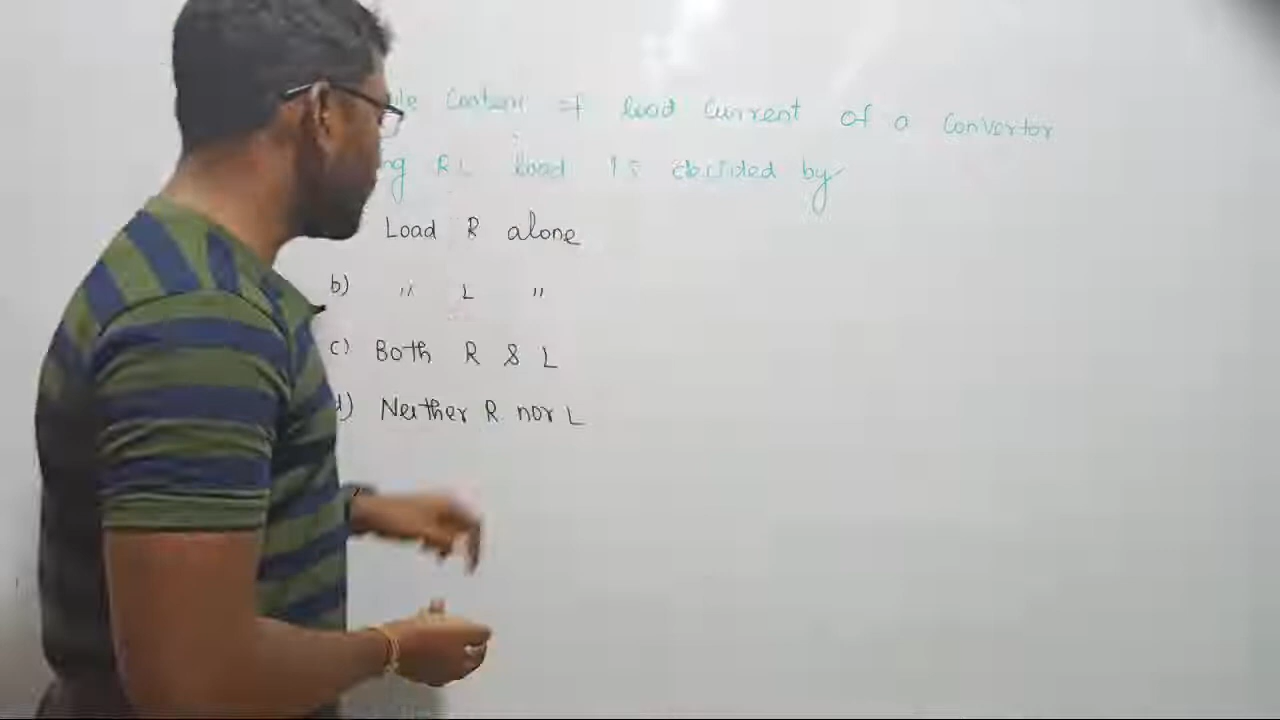 Content of load current of a convertor
RL load is decided by
Load R alone
b) " L "
c) Both R & L
d) Neither R nor L